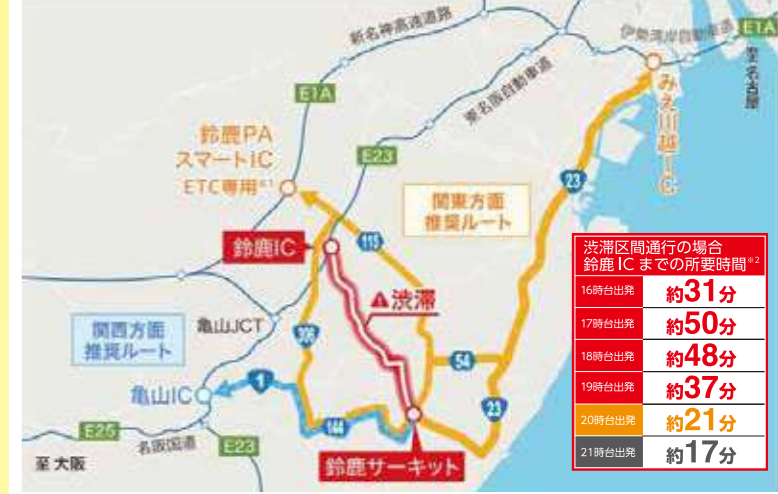 新名神高速道路
伊勢湾岸自動車道
E1A
至名古屋
E1A
東名阪自動車道
みえ川越IC
鈴鹿PA
スマートIC
ETC専用※1
E23
23
関東方面
推奨ルート
鈴鹿IC
115
渋滞区間通行の場合
鈴鹿ICまでの所要時間※2
16時台出発 約31分
17時台出発 約50分
18時台出発 約48分
19時台出発 約37分
20時台出発 約21分
21時台出発 約17分
渋滞
関西方面
推奨ルート
亀山JCT
306
54
亀山IC
1
23
144
E25
名阪国道
E23
至 大阪
鈴鹿サーキット